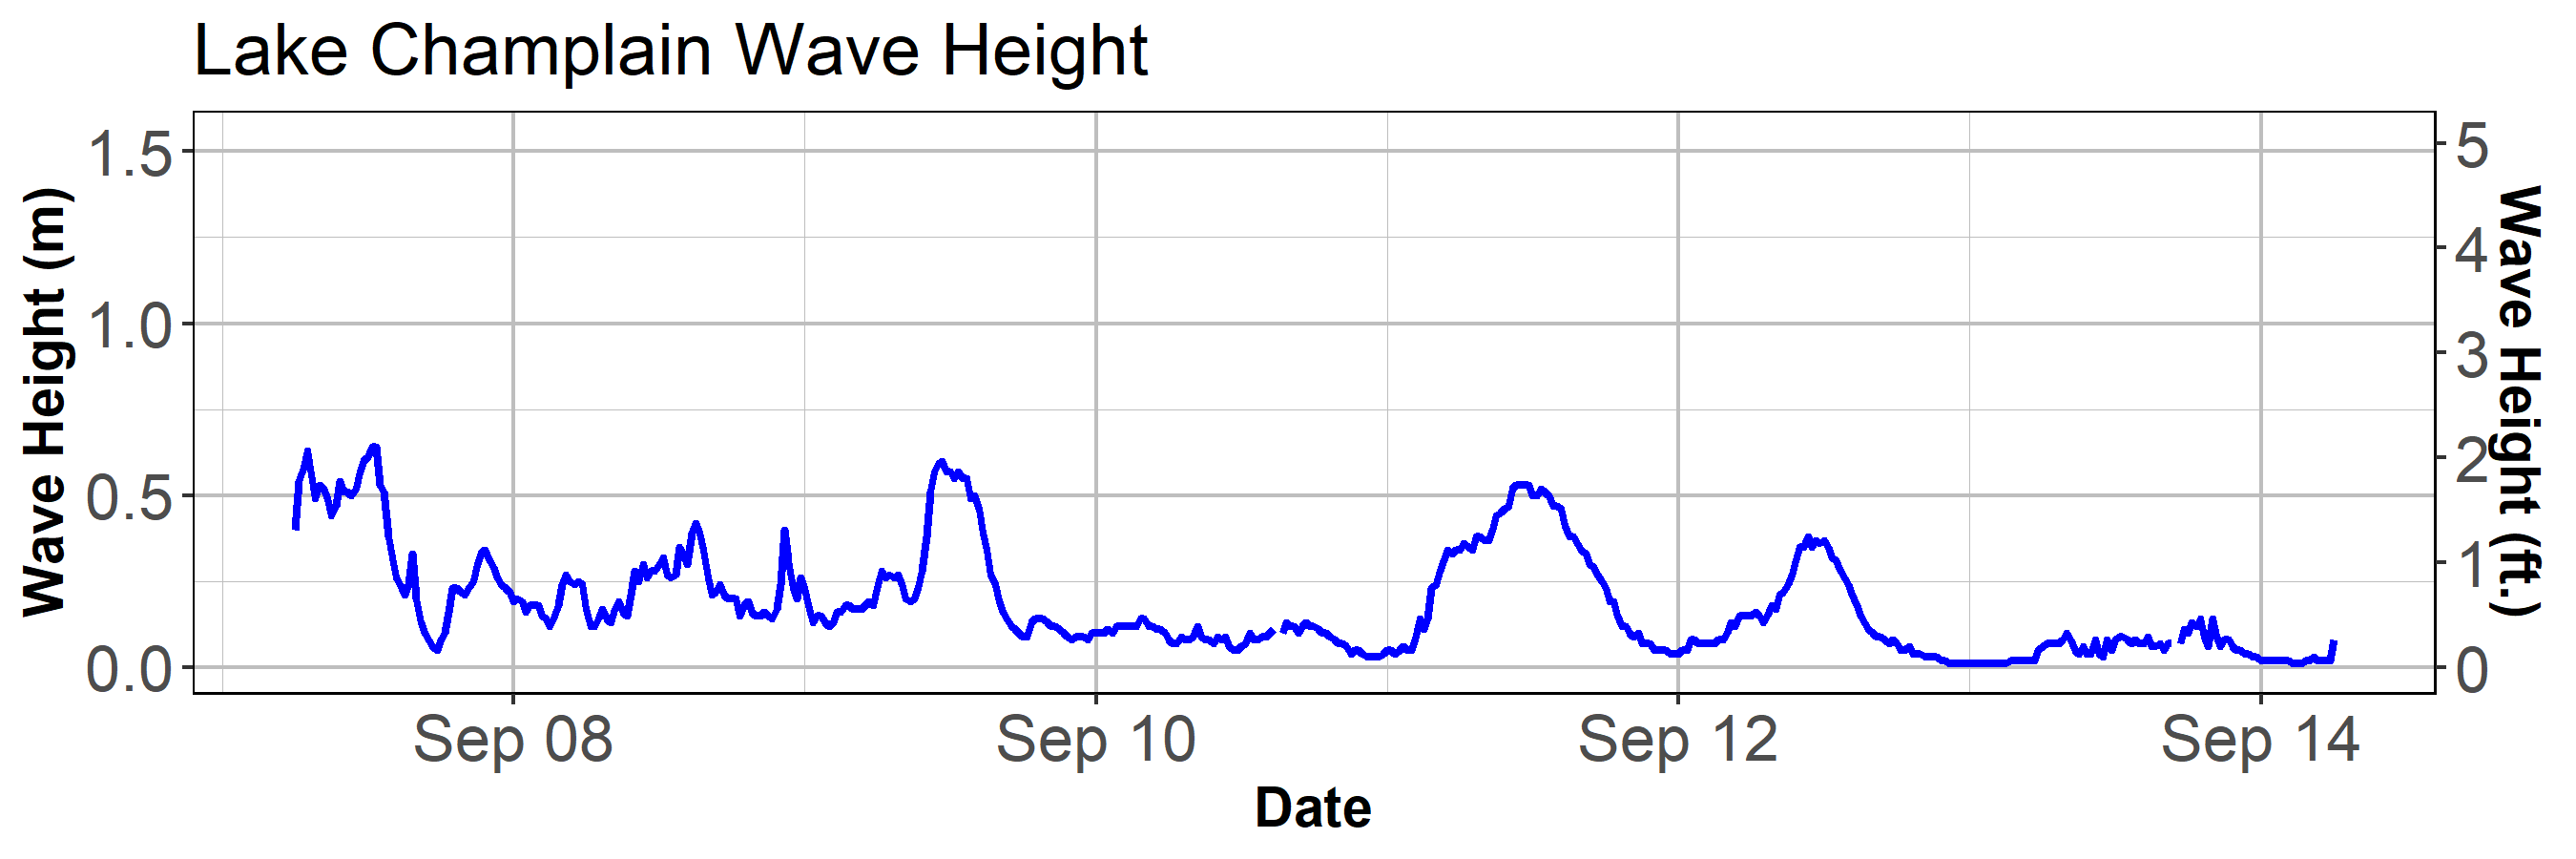 Lake Champlain Wave Height
Wave Height (m)
1.5
1.0
0.5
0.0
5
4
3
2
1
0
Wave Height (ft.)
Sep 08
Sep 10
Sep 12
Sep 14
Date